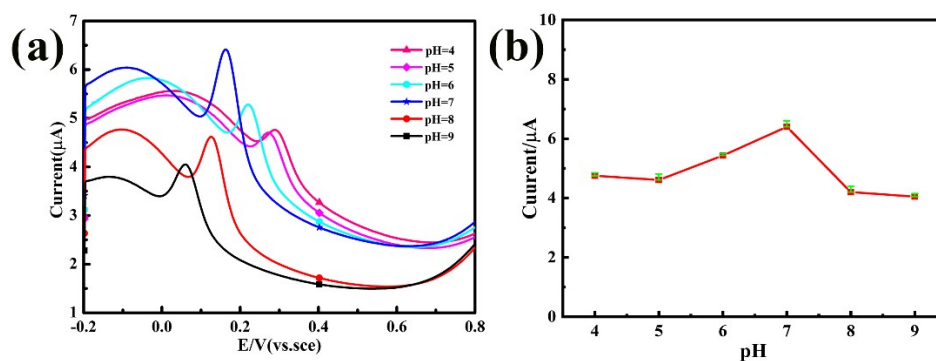 (a)
7
6
5
4
3
2
1
Current(μA)
pH=4
pH=5
pH=6
pH=7
pH=8
pH=9
-0.2
0.0
0.2
0.4
0.6
0.8
E/V(vs.sce)
(b)
10
8
6
4
2
0
Cuurent/μA
4
5
6
7
8
9
pH